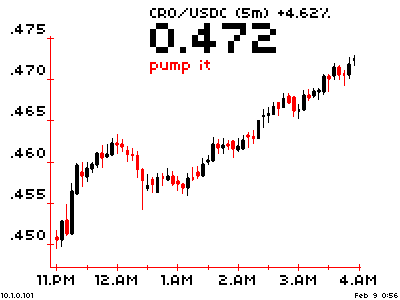 CRO/USDC (5m) +4.62%
0.472
pump it
.475
.470
.465
.460
.455
.450
11.PM 12.AM 1.AM 2.AM 3.AM 4.AM
10.1.0.101 Feb 9 0:56